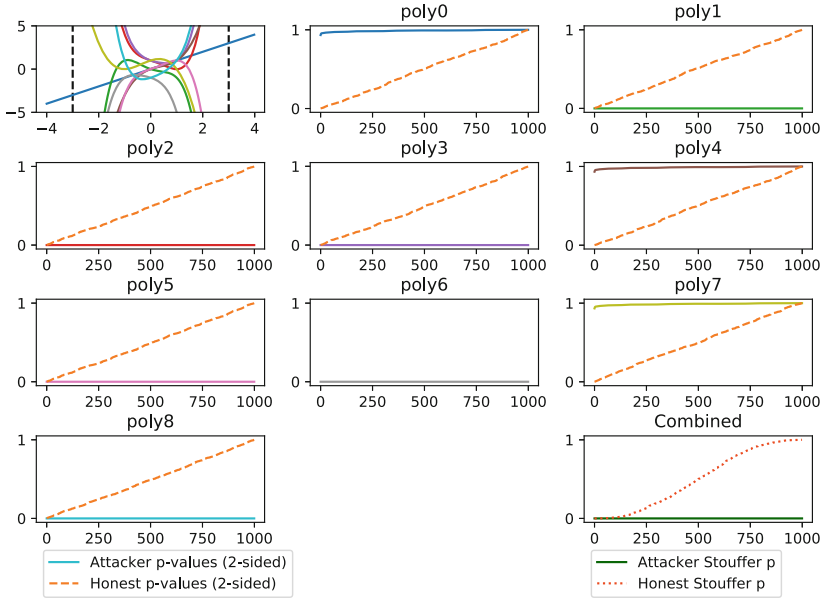 poly0
poly1
5
0
−5
−4 −2 0 2 4
1
0
0 250 500 750 1000
1
0
0 250 500 750 1000
poly2
poly3
poly4
1
0
0 250 500 750 1000
1
0
0 250 500 750 1000
1
0
0 250 500 750 1000
poly5
poly6
poly7
1
0
0 250 500 750 1000
1
0
0 250 500 750 1000
1
0
0 250 500 750 1000
poly8
Combined
1
0
0 250 500 750 1000
1
0
0 250 500 750 1000
Attacker p-values (2-sided)
Honest p-values (2-sided)
Attacker Stouffer p
Honest Stouffer p